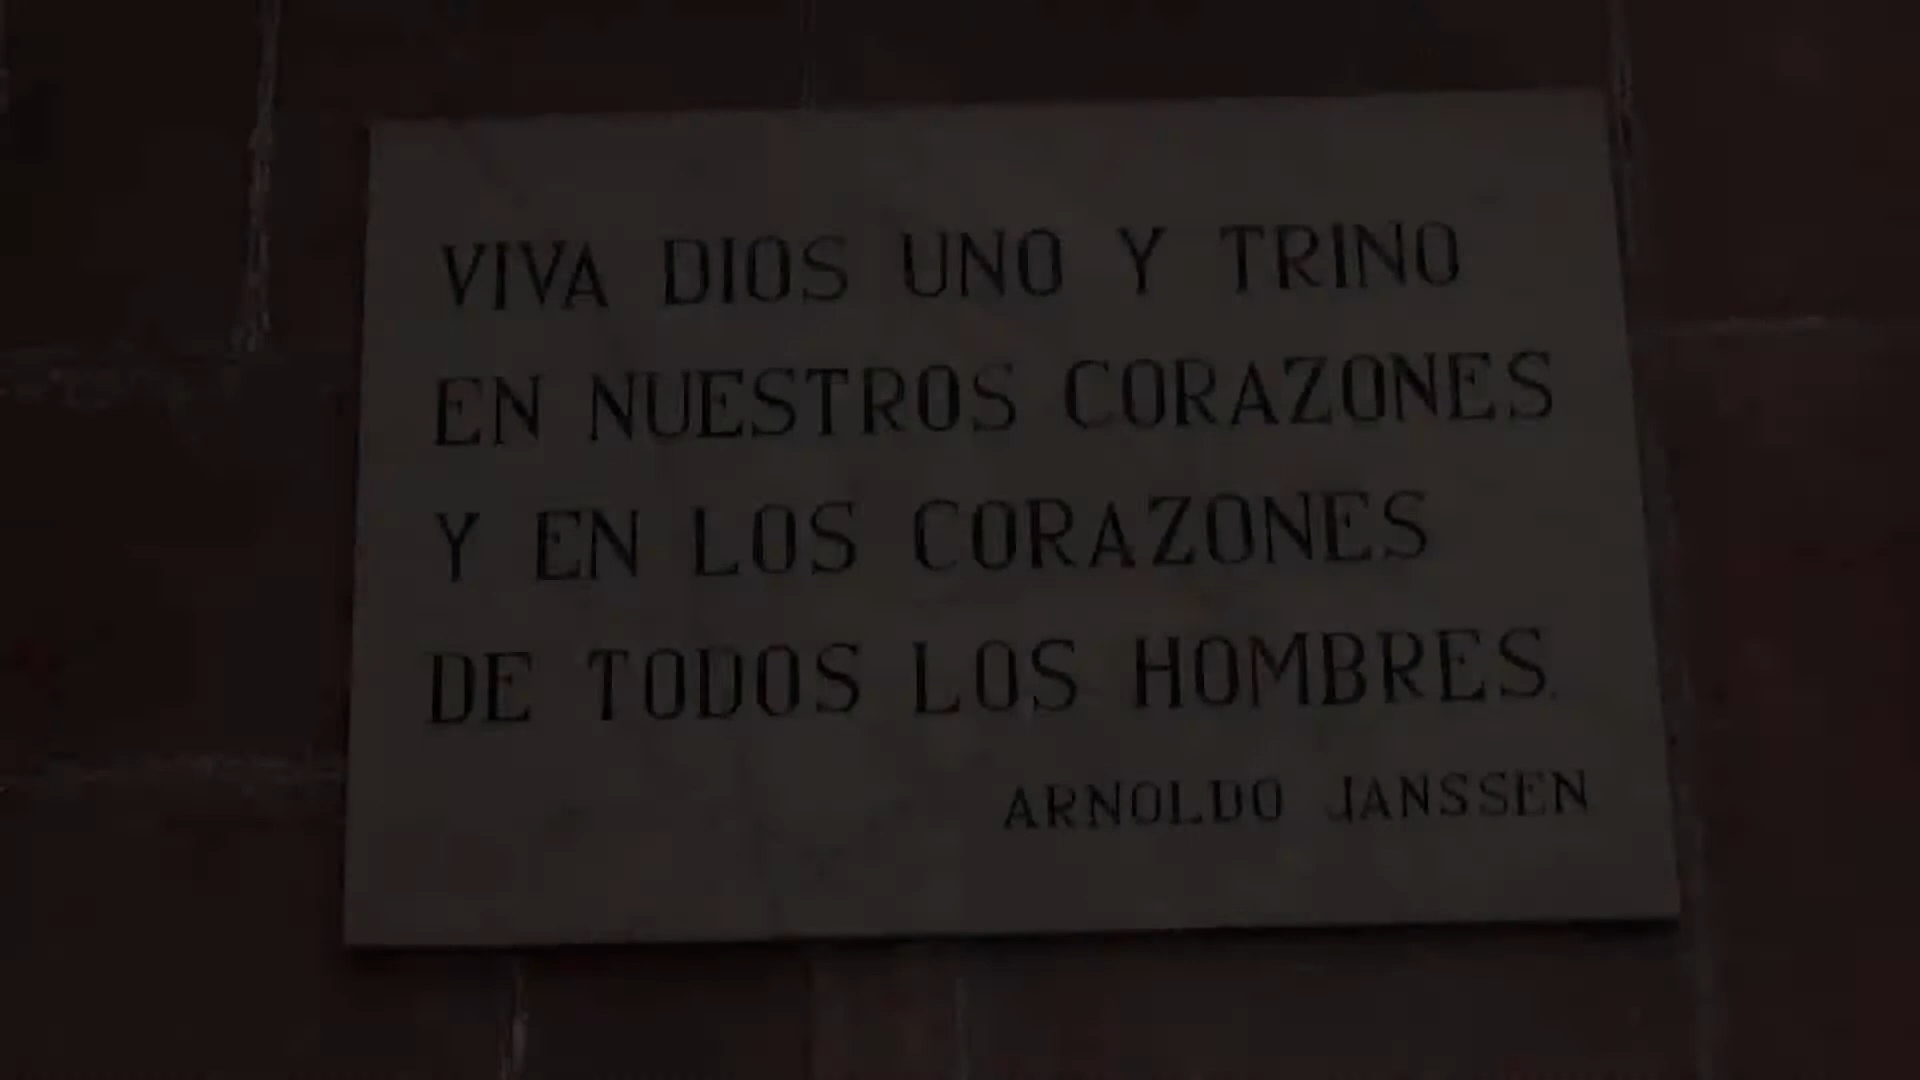 VIVA DIOS UNO Y TRINO
EN NUESTROS CORAZONES
Y EN LOS CORAZONES
DE TODOS LOS HOMBRES.
ARNOLDO JANSSEN